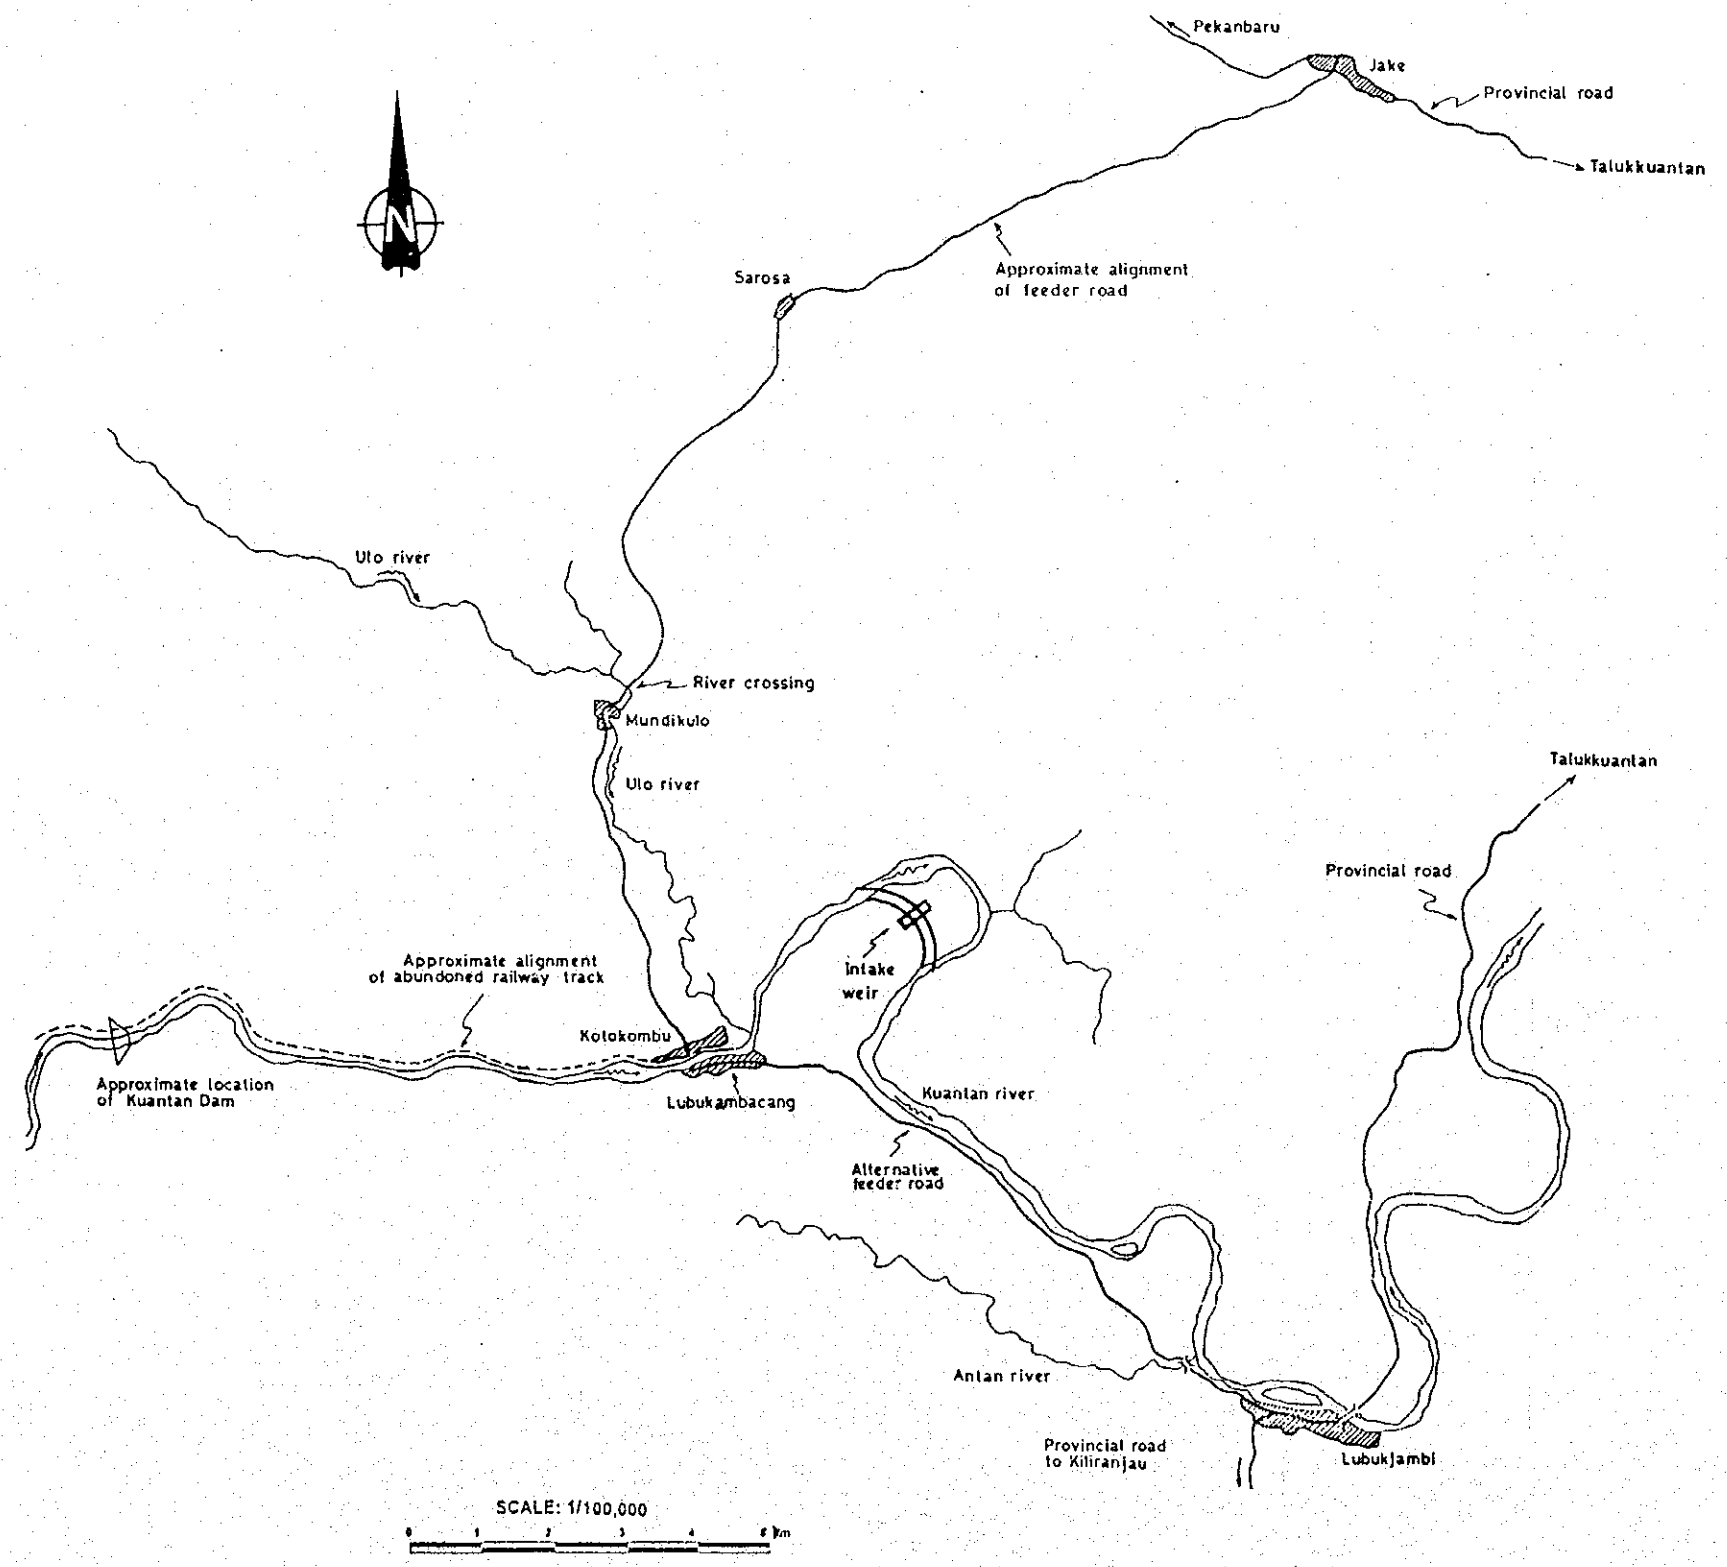 Pekanbaru
Jake
Provincial road
Talukkuantan
N
Approximate alignment
of feeder road
Sarosa
Ulo river
River crossing
Mundikulo
Ulo river
Talukkuantan
Provincial road
Approximate alignment
of abundoned railway track
Intake
weir
Kotokombu
Approximate location
of Kuantan Dam
Lubukambacang
Kuantan river
Alternative
feeder road
Antan river
Provincial road
to Kiliranjau
Lubukjambi
SCALE: 1/100,000
0 1 2 3 4 5 Km